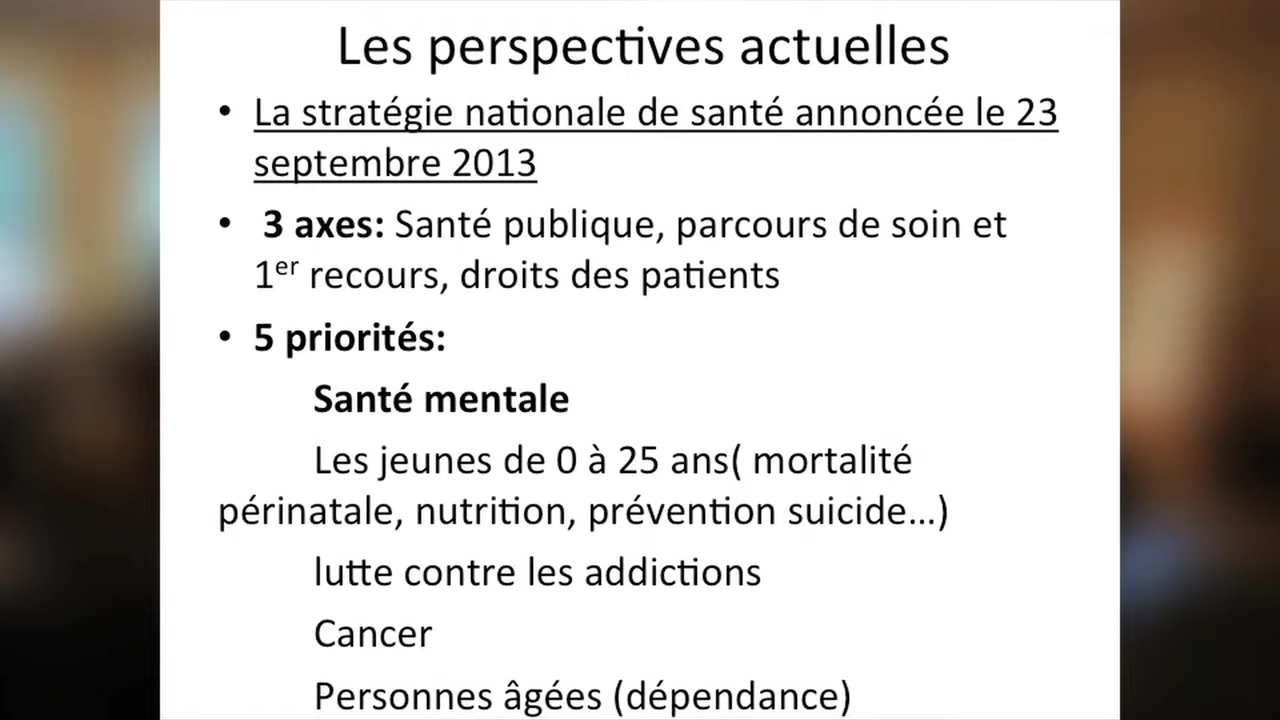 Les perspectives actuelles
• La stratégie nationale de santé annoncée le 23
septembre 2013
• 3 axes: Santé publique, parcours de soin et
1er recours, droits des patients
• 5 priorités:
Santé mentale
Les jeunes de 0 à 25 ans( mortalité
périnatale, nutrition, prévention suicide…)
lutte contre les addictions
Cancer
Personnes âgées (dépendance)